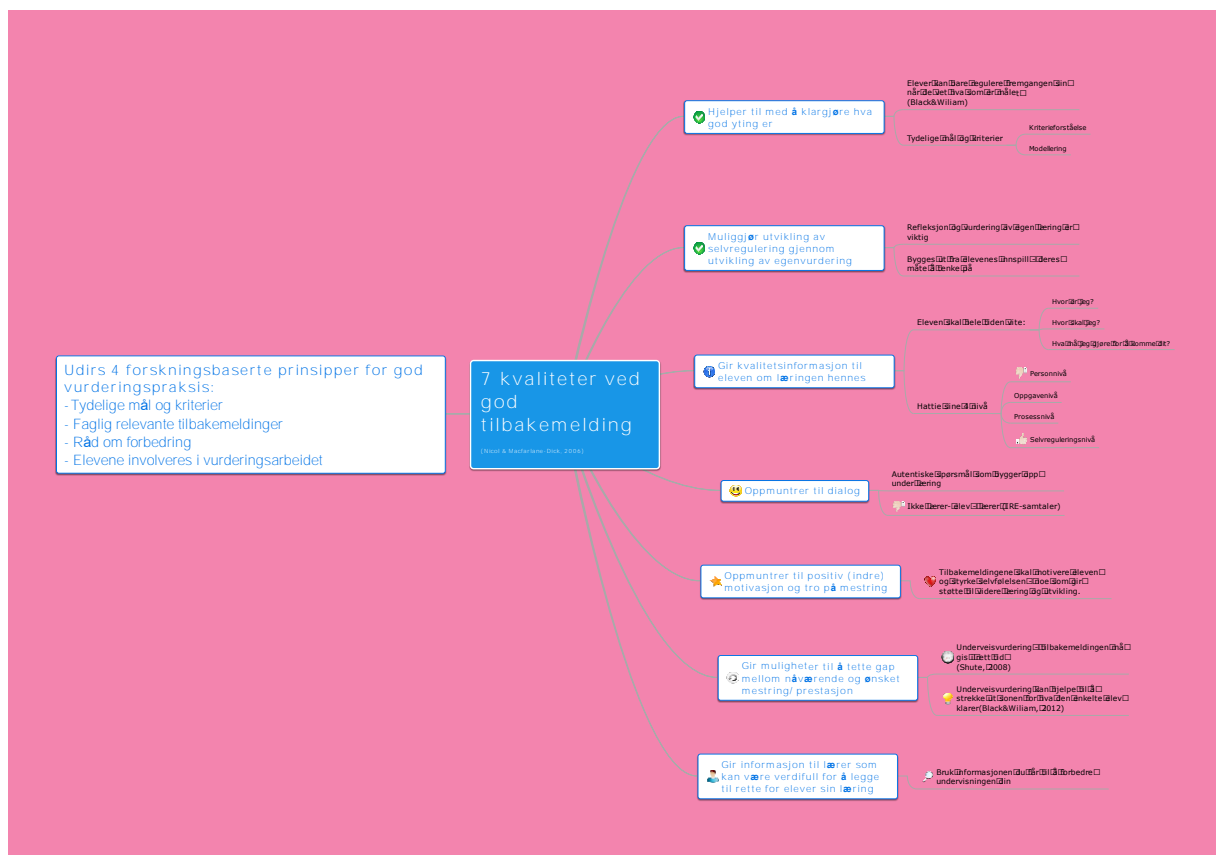 Udirs 4 forskningsbaserte prinsipper for god
vurderingspraksis:
- Tydelige mål og kriterier
- Faglig relevante tilbakemeldinger
- Råd om forbedring
- Elevene involveres i vurderingsarbeidet
7 kvaliteter ved
god
tilbakemelding
(Nicol & Macfarlane-Dick, 2006)
Hjelper til med å klargjøre hva
god yting er
Elever kan bare regulere fremgangen sin
når de vet hva som er målet
(Black&Wiliam)
Tydelige mål og kriterier
Kriterieforståelse
Modellering
Muliggjør utvikling av
selvregulering gjennom
utvikling av egenvurdering
Refleksjon og vurdering av egen læring er
viktig
Bygges ut fra elevenes innspill - deres
måte å tenke på
Gir kvalitetsinformasjon til
eleven om læringen hennes
Eleven skal hele tiden vite:
Hvor er jeg?
Hvor skal jeg?
Hva må jeg gjøre for å komme dit?
Hattie sine 4 nivå
Personnivå
Oppgavenivå
Prosessnivå
Selvreguleringsnivå
Oppmuntrer til dialog
Autentiske spørsmål som bygger opp
under læring
Ikke lærer-elev-lærer (IRE-samtaler)
Oppmuntrer til positiv (indre)
motivasjon og tro på mestring
Tilbakemeldingene skal motivere eleven
og styrke selvfølelsen - noe som gir
støtte til videre læring og utvikling.
Gir muligheter til å tette gap
mellom nåværende og ønsket
mestring/ prestasjon
Underveisvurdering - Tilbakemeldingen må
gis i rett tid
(Shute, 2008)
Underveisvurdering kan hjelpe til å
strekke ut sonen for hva den enkelte elev
klarer(Black&Wiliam, 2012)
Gir informasjon til lærer som
kan være verdifull for å legge
til rette for elever sin læring
Bruk informasjonen du får til å forbedre
undervisningen din